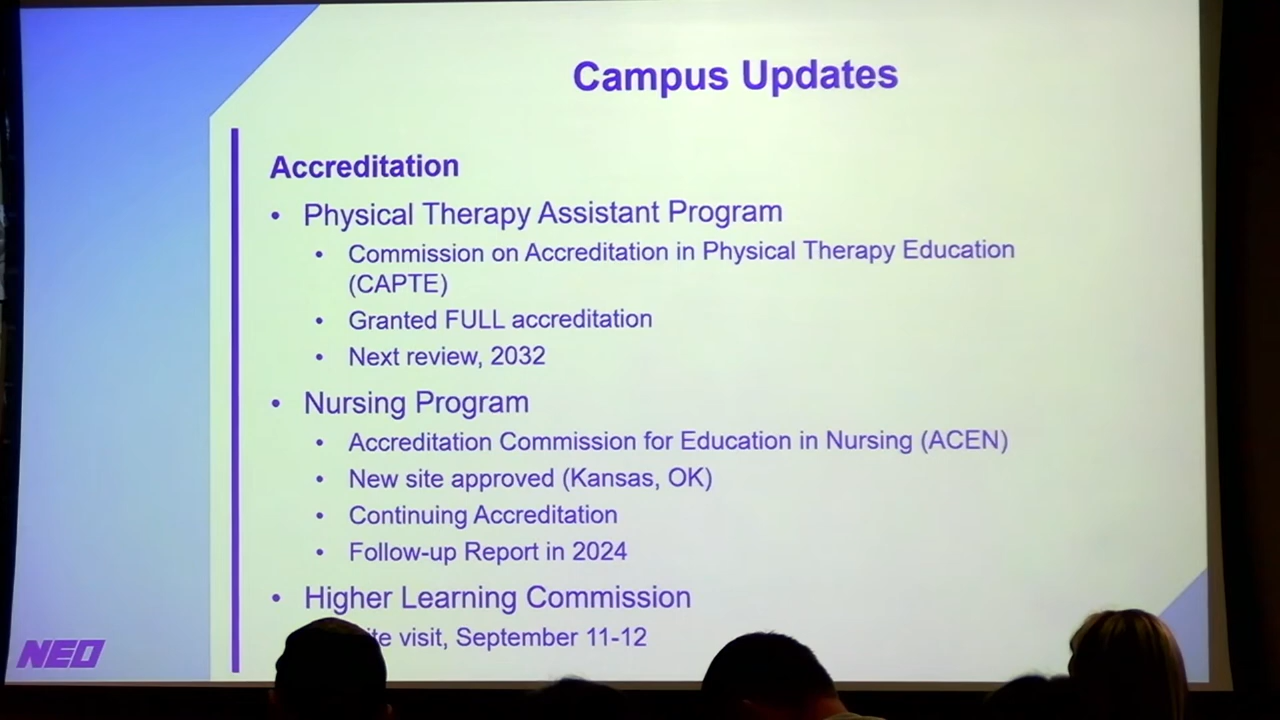 Campus Updates
Accreditation
• Physical Therapy Assistant Program
• Commission on Accreditation in Physical Therapy Education
(CAPTE)
• Granted FULL accreditation
• Next review, 2032
• Nursing Program
• Accreditation Commission for Education in Nursing (ACEN)
• New site approved (Kansas, OK)
• Continuing Accreditation
• Follow-up Report in 2024
• Higher Learning Commission
visit, September 11-12
NEO